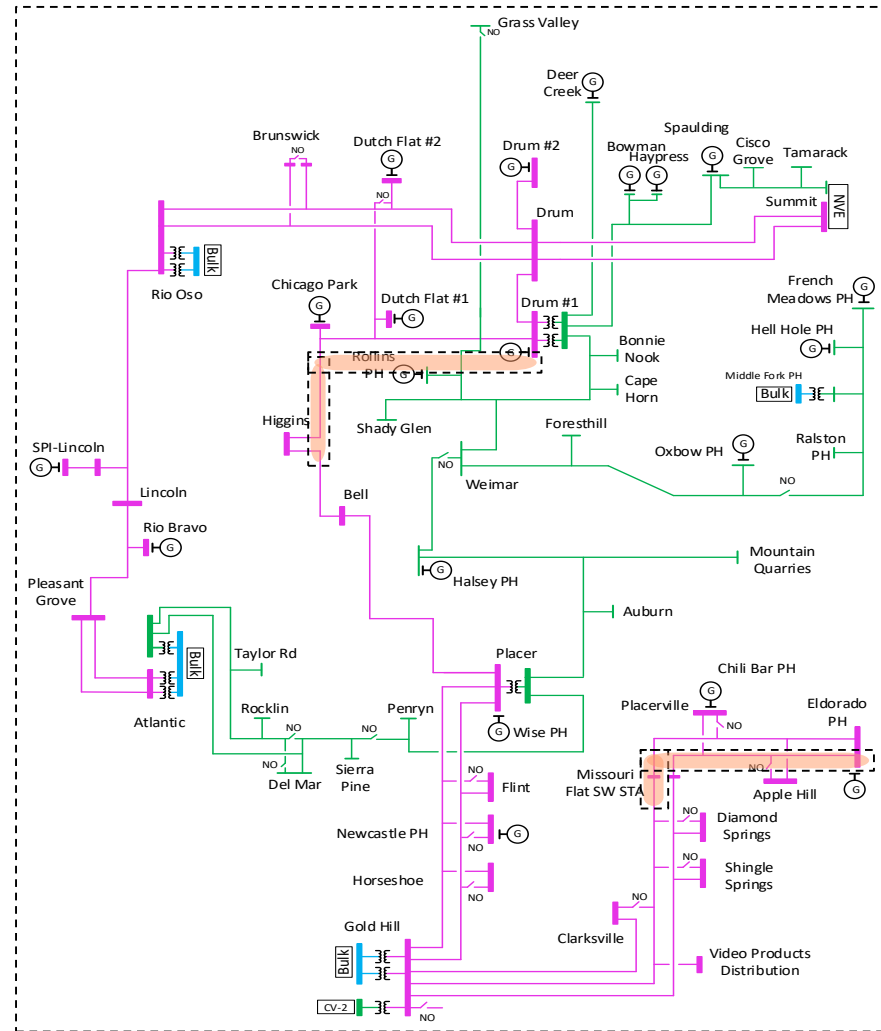 Grass Valley
NO
Deer
Creek
G
Brunswick
NO
Dutch Flat #2
G
Drum #2
G
Bowman
Haypress
G
G
Spaulding
G
Cisco
Grove
Tamarack
NO
Drum
Summit
NVE
Bulk
Rio Oso
Chicago Park
G
Dutch Flat #1
G
Drum #1
G
French
Meadows PH
G
Hell Hole PH
G
Bonnie
Nook
Rollins
PH
G
Middle Fork PH
Bulk
Cape
Horn
Higgins
Shady Glen
Foresthill
Oxbow PH
G
Ralston
PH
SPI-Lincoln
G
NO
Weimar
NO
Lincoln
Bell
Rio Bravo
G
Mountain
Quarries
G
Halsey PH
Pleasant
Grove
Auburn
Taylor Rd
Bulk
Placer
Chili Bar PH
G
Rocklin
Penryn
Placerville
Eldorado
PH
Atlantic
NO
NO
G
Wise PH
NO
NO
Del Mar
Sierra
Pine
Missouri
Flat SW STA
NO
Apple Hill
G
NO
Flint
Diamond
Springs
NO
Newcastle PH
NO
G
NO
Shingle
Springs
Horseshoe
NO
NO
Clarksville
Gold Hill
Video Products
Distribution
Bulk
CV-2
NO